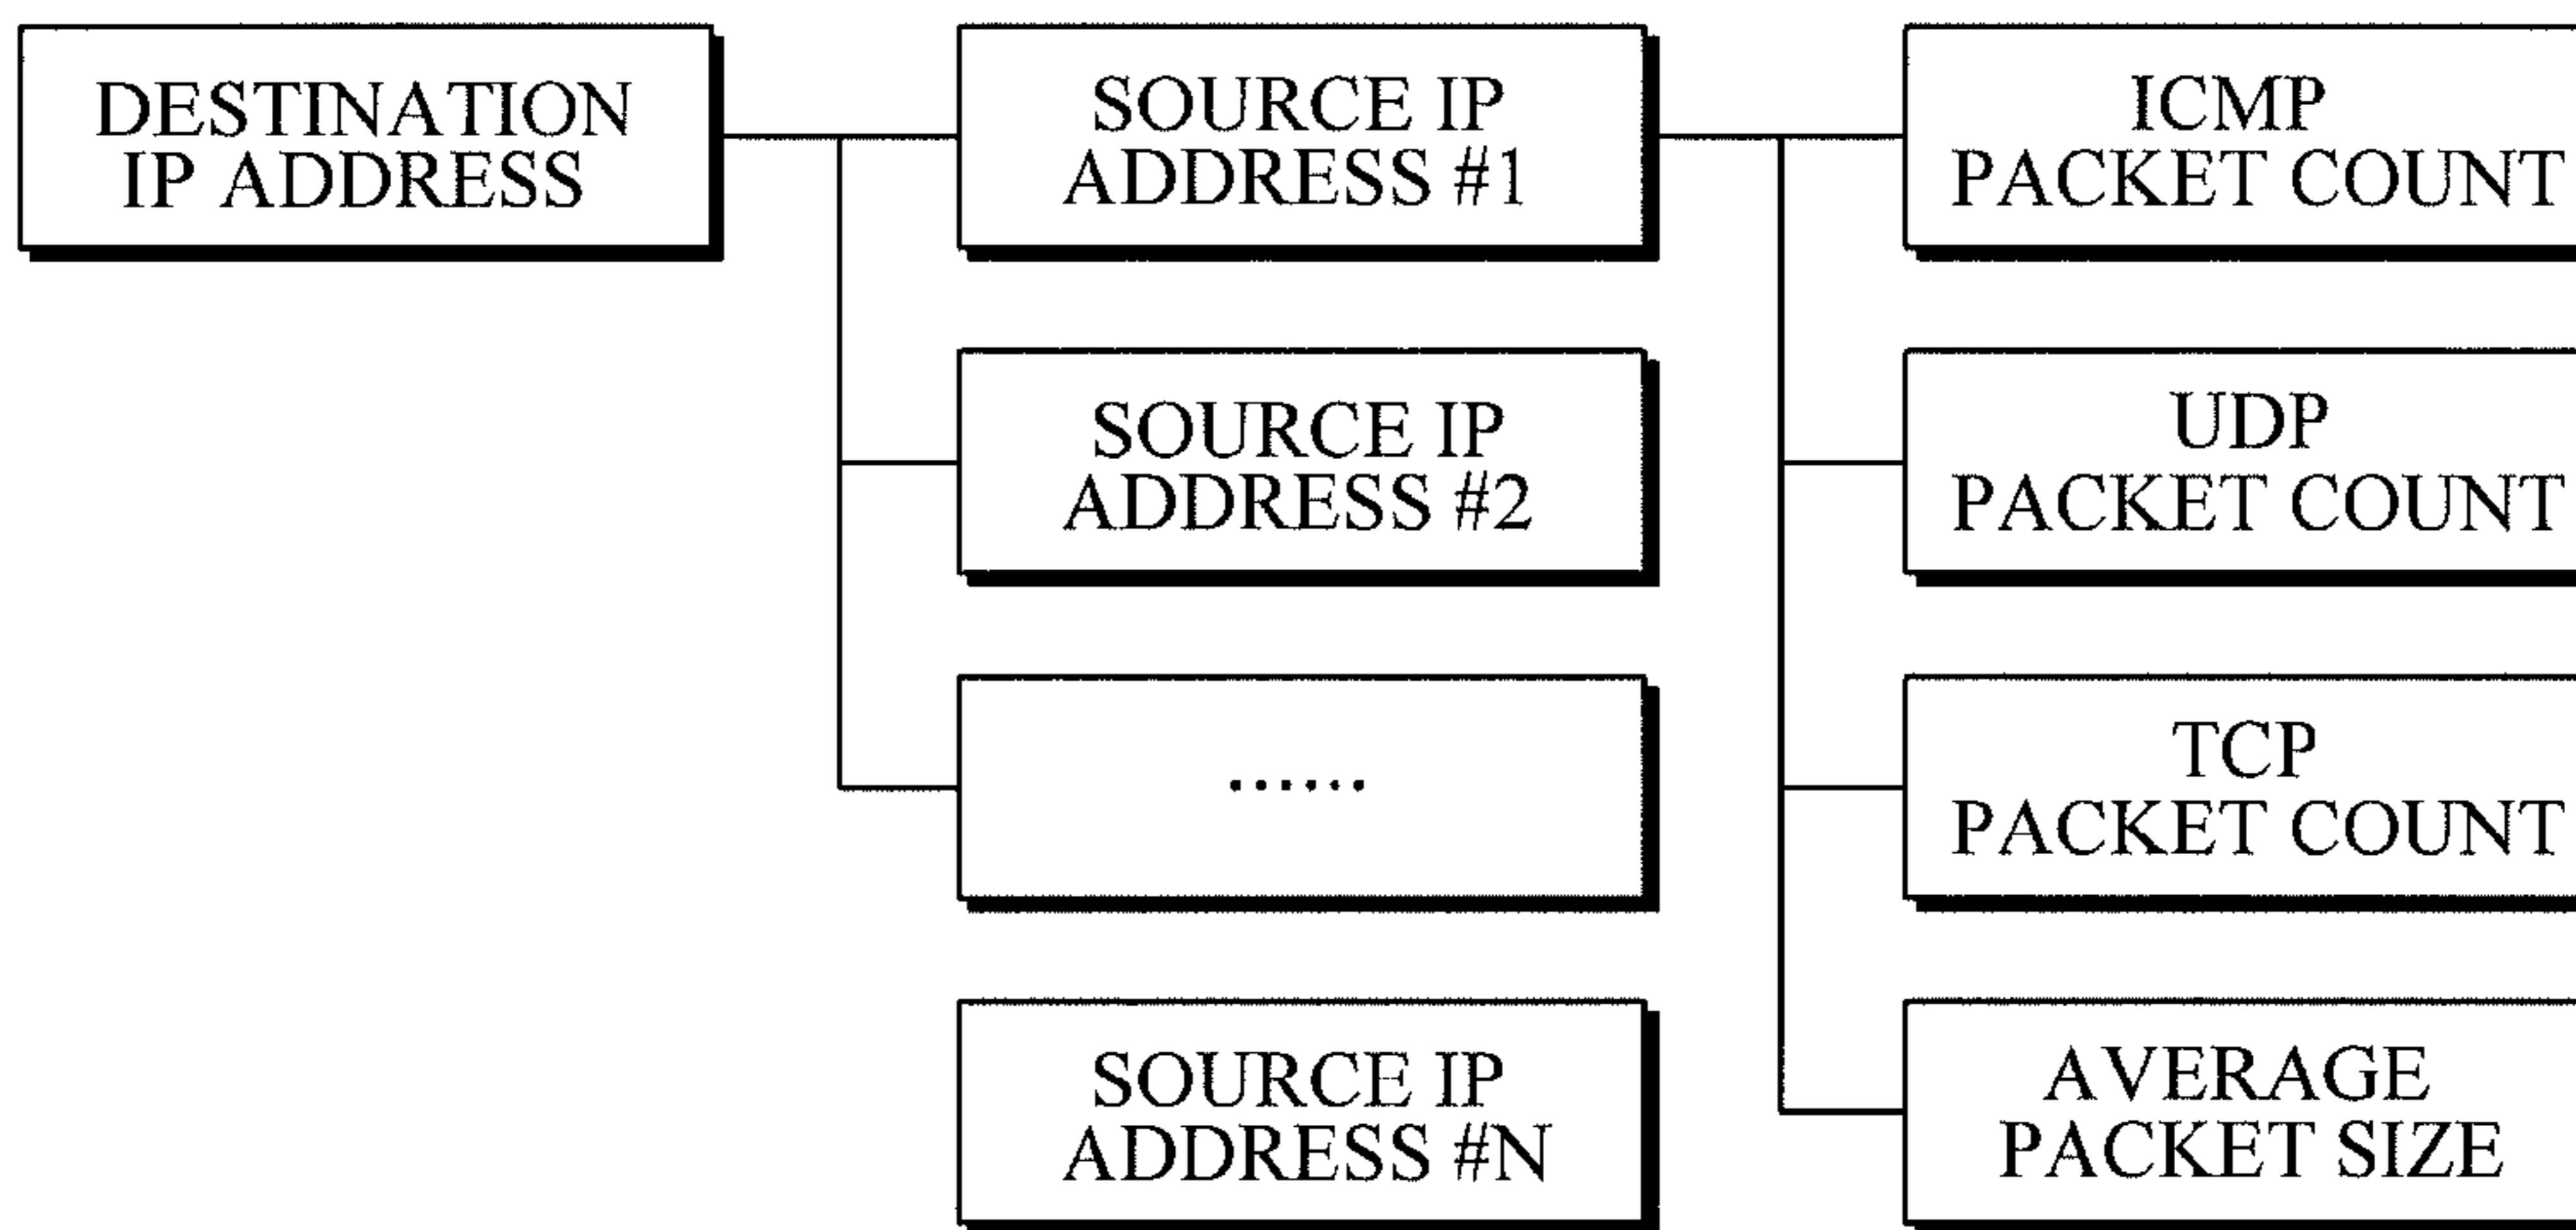 DESTINATION
IP ADDRESS
SOURCE IP
ADDRESS #1
ICMP
PACKET COUNT
SOURCE IP
ADDRESS #2
UDP
PACKET COUNT
......
TCP
PACKET COUNT
SOURCE IP
ADDRESS #N
AVERAGE
PACKET SIZE